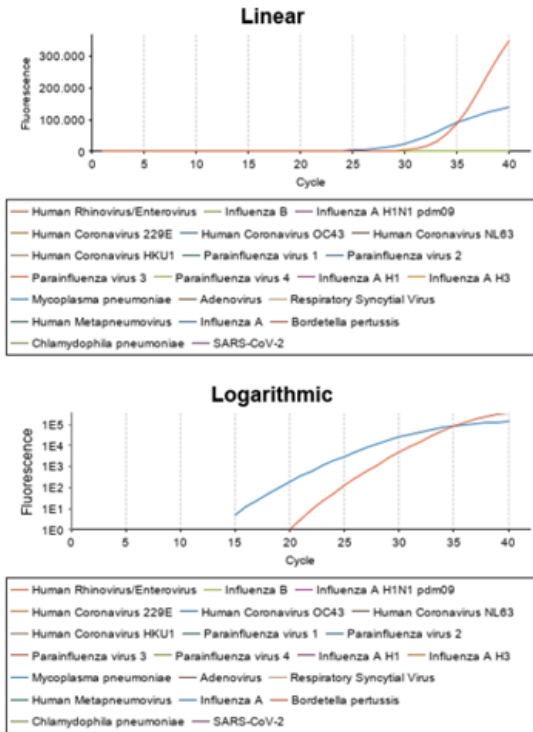 Linear
Fluorescence
300.000
200.000
100.000
0
0 5 10 15 20 25 30 35 40
Cycle
Human Rhinovirus/Enterovirus Influenza B Influenza A H1N1 pdm09
Human Coronavirus 229E Human Coronavirus OC43 Human Coronavirus NL63
Human Coronavirus HKU1 Parainfluenza virus 1 Parainfluenza virus 2
Parainfluenza virus 3 Parainfluenza virus 4 Influenza A H1 Influenza A H3
Mycoplasma pneumoniae Adenovirus Respiratory Syncytial Virus
Human Metapneumovirus Influenza A Bordetella pertussis
Chlamydophila pneumoniae SARS-CoV-2
Logarithmic
Fluorescence
1E5
1E4
1E3
1E2
1E1
1E0
0 5 10 15 20 25 30 35 40
Cycle
Human Rhinovirus/Enterovirus Influenza B Influenza A H1N1 pdm09
Human Coronavirus 229E Human Coronavirus OC43 Human Coronavirus NL63
Human Coronavirus HKU1 Parainfluenza virus 1 Parainfluenza virus 2
Parainfluenza virus 3 Parainfluenza virus 4 Influenza A H1 Influenza A H3
Mycoplasma pneumoniae Adenovirus Respiratory Syncytial Virus
Human Metapneumovirus Influenza A Bordetella pertussis
Chlamydophila pneumoniae SARS-CoV-2